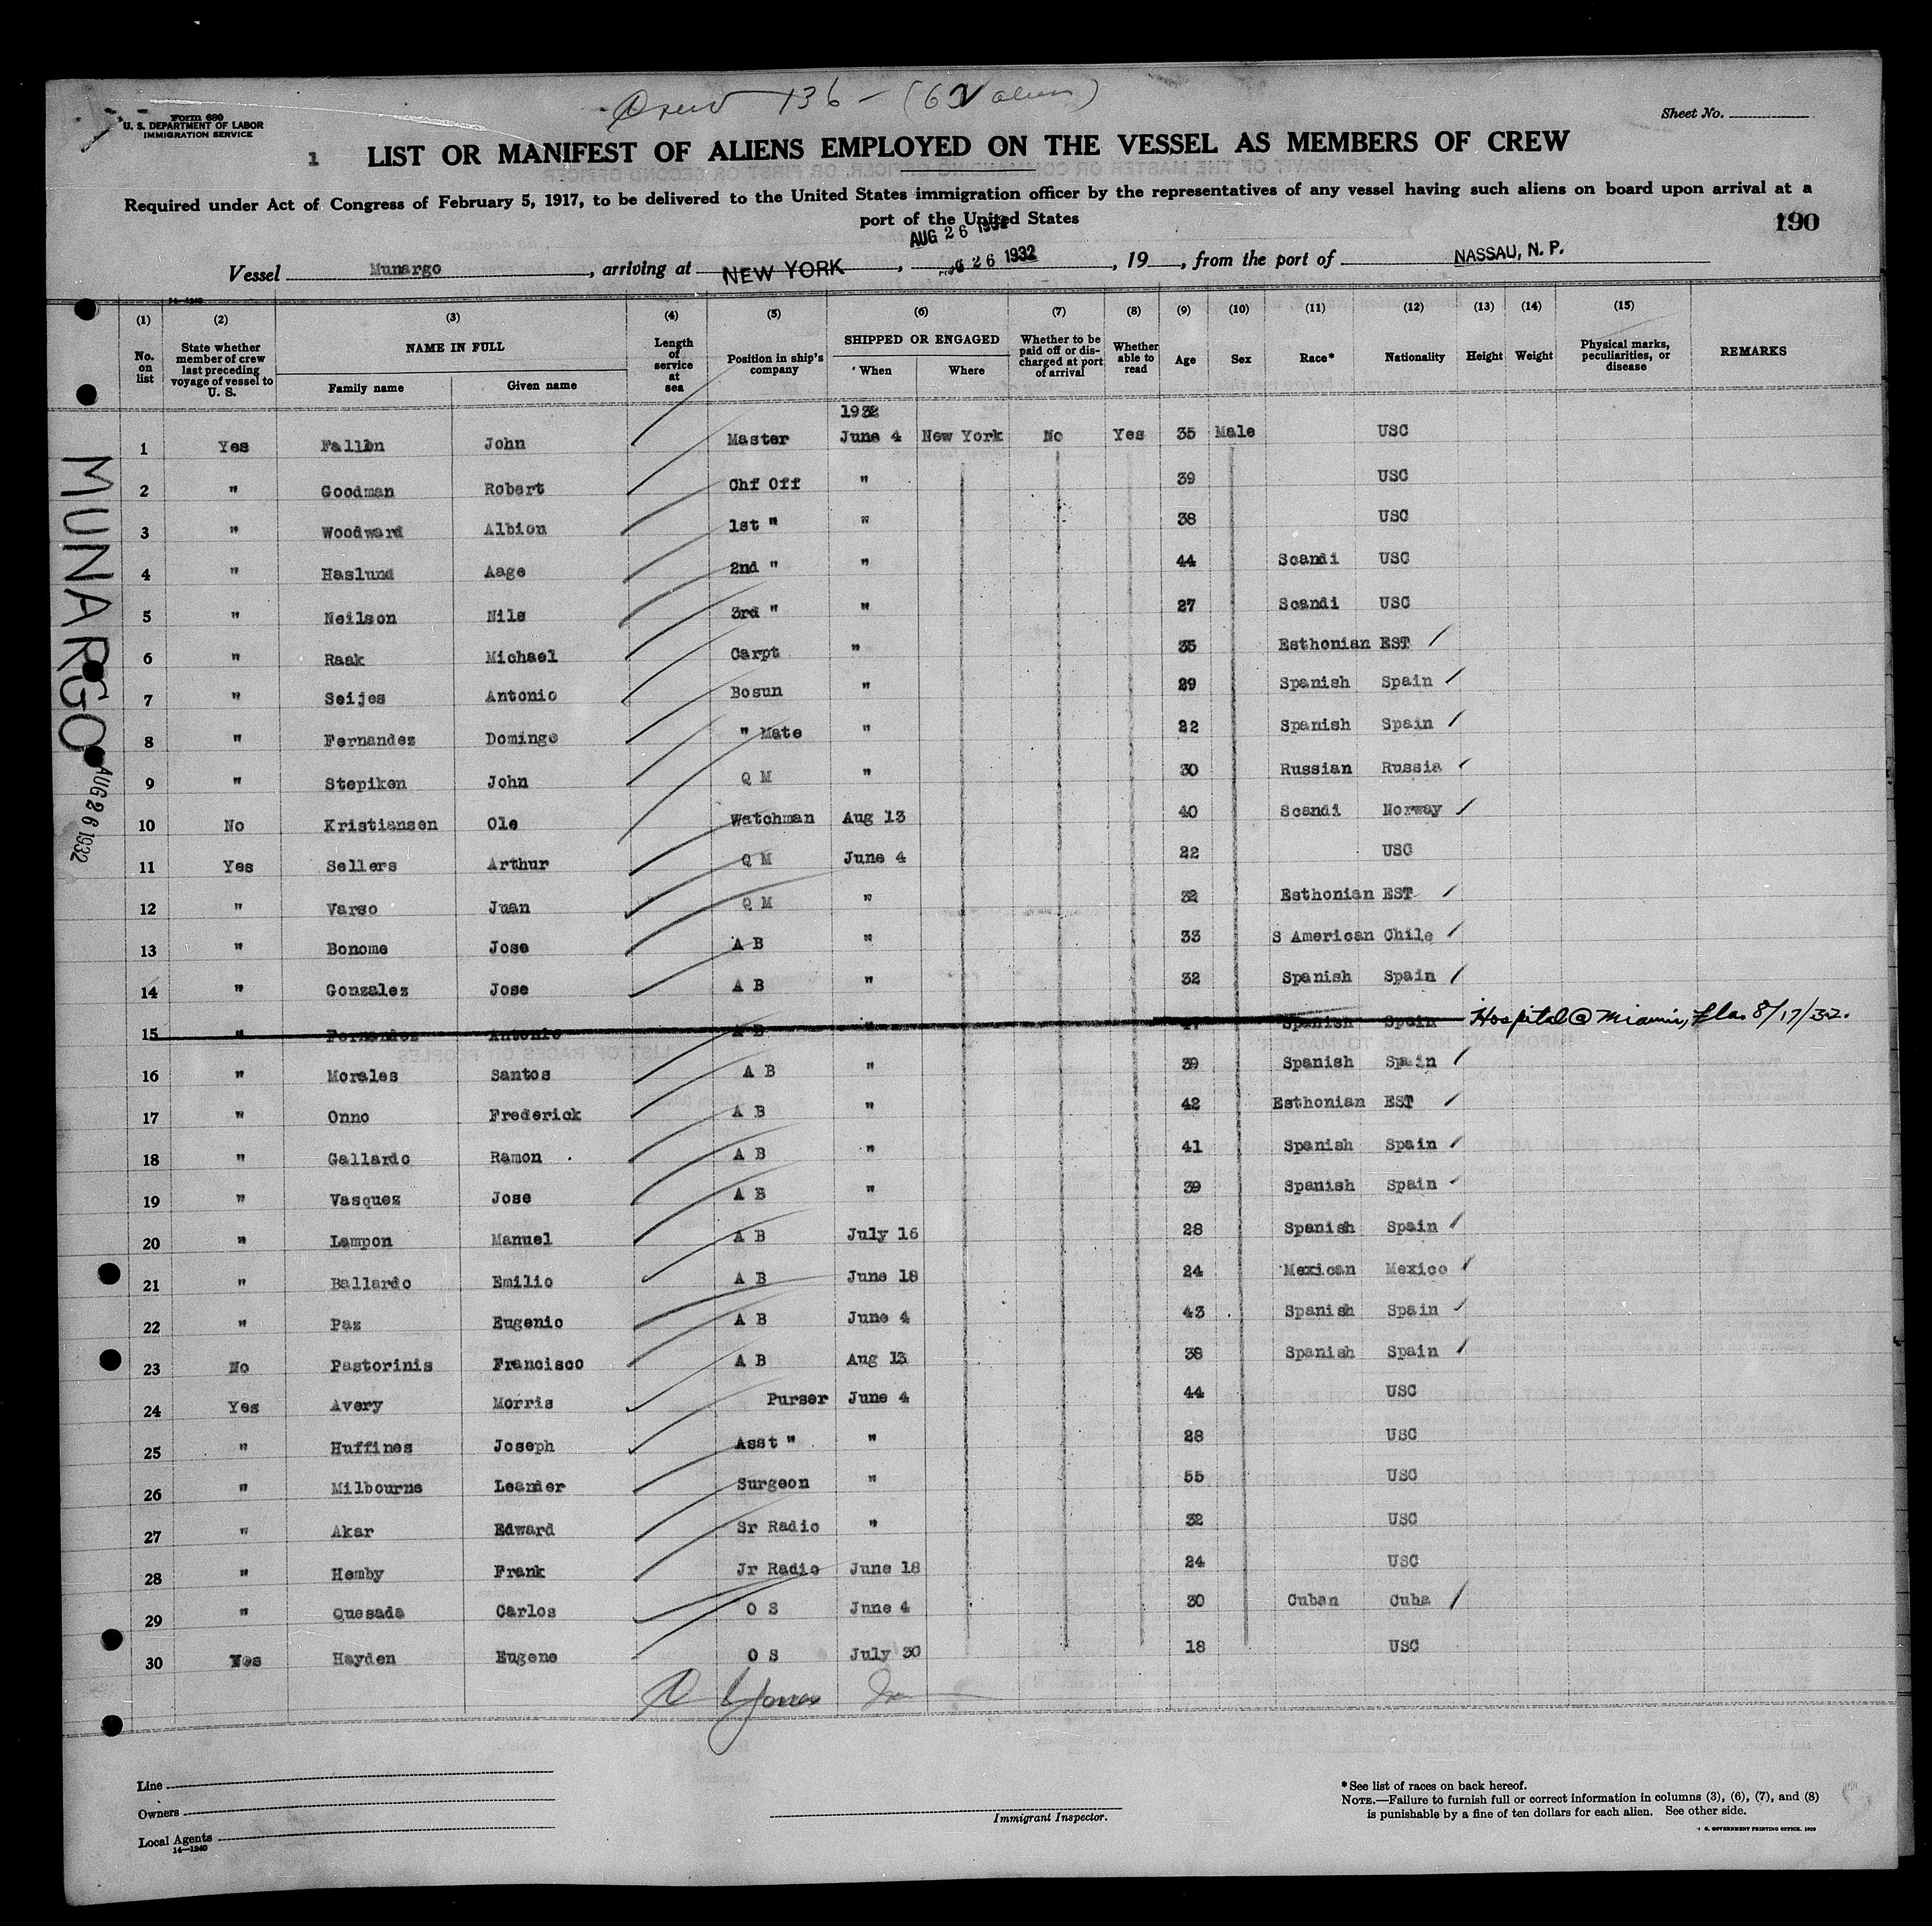 Crew 136 - (6 alien)
Form 680
U. S. DEPARTMENT OF LABOR
IMMIGRATION SERVICE
Sheet No.
1 LIST OR MANIFEST OF ALIENS EMPLOYED ON THE VESSEL AS MEMBERS OF CREW
Required under Act of Congress of February 5, 1917, to be delivered to the United States immigration officer by the representatives of any vessel having such aliens on board upon arrival at a
port of the United States
190
AUG 26 1932
Vessel Munargo, arriving at NEW YORK, AUG 26 1932, 19, from the port of NASSAU, N. P.
14-1240
(1) (2) (3) (4) (5) (6) (7) (8) (9) (10) (11) (12) (13) (14) (15)
No. on list State whether member of crew last preceding voyage of vessel to U. S. NAME IN FULL Family name Given name Length of service at sea Position in ship's company SHIPPED OR ENGAGED When Where Whether to be paid off or discharged at port of arrival Whether able to read Age Sex Race* Nationality Height Weight Physical marks, peculiarities, or disease REMARKS
1932
1 Yes Fallon John Master June 4 New York No Yes 35 Male USC
2 " Goodman Robert Chf Off " 39 USC
3 " Woodward Albion 1st " " 38 USC
4 " Haslund Aage 2nd " " 44 Scandi USC
5 " Neilson Nils 3rd " " 27 Scandi USC
6 " Raak Michael Carpt " 35 Esthonian EST
7 " Seijes Antonio Bosun " 29 Spanish Spain
8 " Fernandez Domingo " Mate " 22 Spanish Spain
9 " Stepiken John Q M " 30 Russian Russia
10 No Kristiansen Ole Watchman Aug 13 40 Scandi Norway
11 Yes Sellers Arthur Q M June 4 22 USC
12 " Varso Juan Q M " 32 Esthonian EST
13 " Bonome Jose A B " 33 S American Chile
14 " Gonzalez Jose A B " 32 Spanish Spain
15 " Fernandez Antonio A B " Spanish Spain Hospital @ Miami, Fla. 8/17/32.
16 " Morales Santos A B " 39 Spanish Spain
17 " Onno Frederick A B " 42 Esthonian EST
18 " Gallardo Ramon A B " 41 Spanish Spain
19 " Vasquez Jose A B " 39 Spanish Spain
20 " Lampon Manuel A B July 16 28 Spanish Spain
21 " Ballardo Emilio A B June 18 24 Mexican Mexico
22 " Paz Eugenio A B June 4 43 Spanish Spain
23 No Pastorinis Francisco A B Aug 13 38 Spanish Spain
24 Yes Avery Morris Purser June 4 44 USC
25 " Huffines Joseph Asst " " 28 USC
26 " Milbourne Leander Surgeon " 55 USC
27 " Akar Edward Sr Radio " 32 USC
28 " Hemby Frank Jr Radio June 18 24 USC
29 " Quesada Carlos O S June 4 30 Cuban Cuba
30 Yes Hayden Eugene O S July 30 18 USC
Jones
MUNARGO
AUG 26 1932
Line
Owners
Local Agents
14-1240
Immigrant Inspector.
*See list of races on back hereof.
NOTE.—Failure to furnish full or correct information in columns (3), (6), (7), and (8)
is punishable by a fine of ten dollars for each alien. See other side.
GOVERNMENT PRINTING OFFICE. 1929